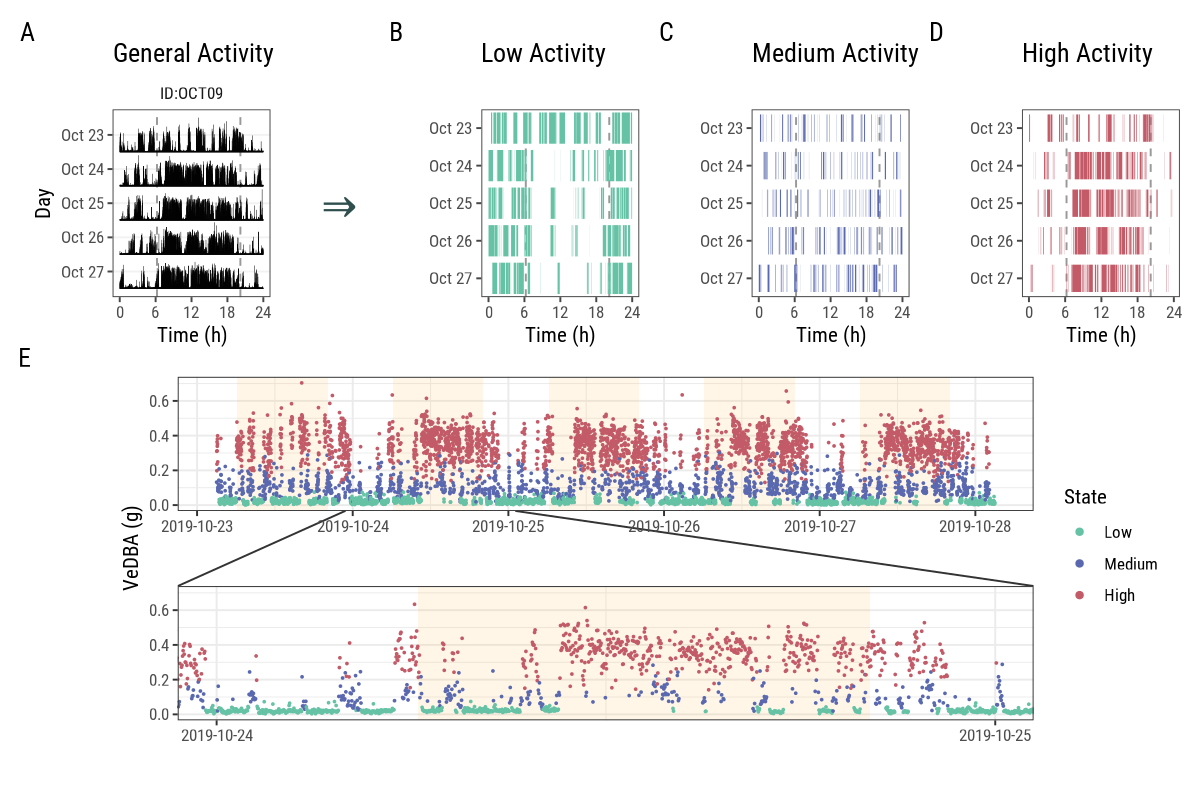 A
B
C
D
General Activity
Low Activity
Medium Activity
High Activity
ID:OCT09
Day
Oct 23
Oct 24
Oct 25
Oct 26
Oct 27
0 6 12 18 24
Time (h)
⇒
Oct 23
Oct 24
Oct 25
Oct 26
Oct 27
0 6 12 18 24
Time (h)
Oct 23
Oct 24
Oct 25
Oct 26
Oct 27
0 6 12 18 24
Time (h)
Oct 23
Oct 24
Oct 25
Oct 26
Oct 27
0 6 12 18 24
Time (h)
E
VeDBA (g)
0.6
0.4
0.2
0.0
2019-10-23 2019-10-24 2019-10-25 2019-10-26 2019-10-27 2019-10-28
0.6
0.4
0.2
0.0
2019-10-24 2019-10-25
State
Low
Medium
High